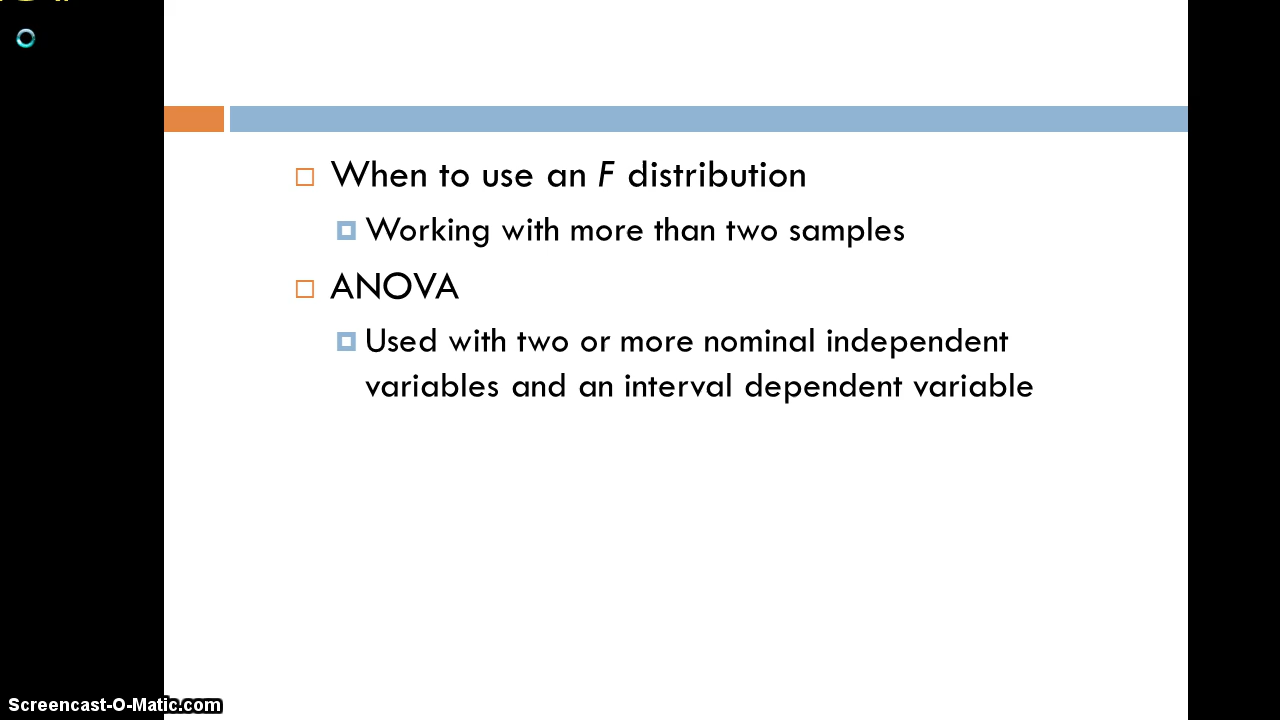 When to use an F distribution
Working with more than two samples
ANOVA
Used with two or more nominal independent
variables and an interval dependent variable
Screencast-O-Matic.com